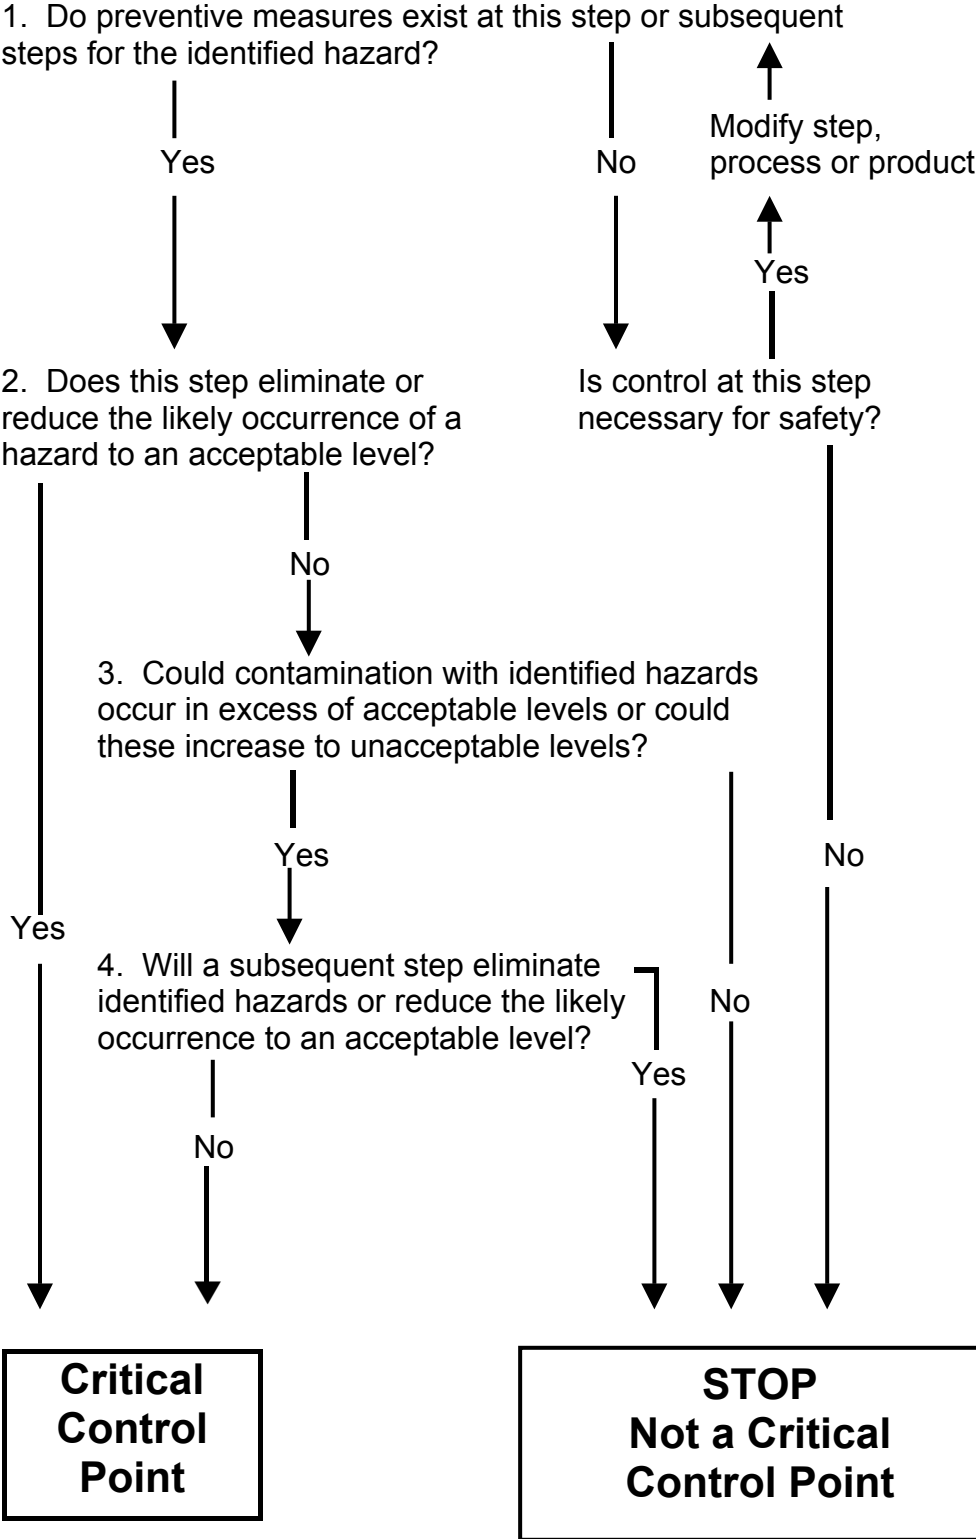 1. Do preventive measures exist at this step or subsequent
steps for the identified hazard?
Modify step,
process or product
Yes
No
Yes
2. Does this step eliminate or
reduce the likely occurrence of a
hazard to an acceptable level?
Is control at this step
necessary for safety?
No
3. Could contamination with identified hazards
occur in excess of acceptable levels or could
these increase to unacceptable levels?
Yes
No
Yes
4. Will a subsequent step eliminate
identified hazards or reduce the likely
occurrence to an acceptable level?
No
Yes
No
Critical
Control
Point
STOP
Not a Critical
Control Point